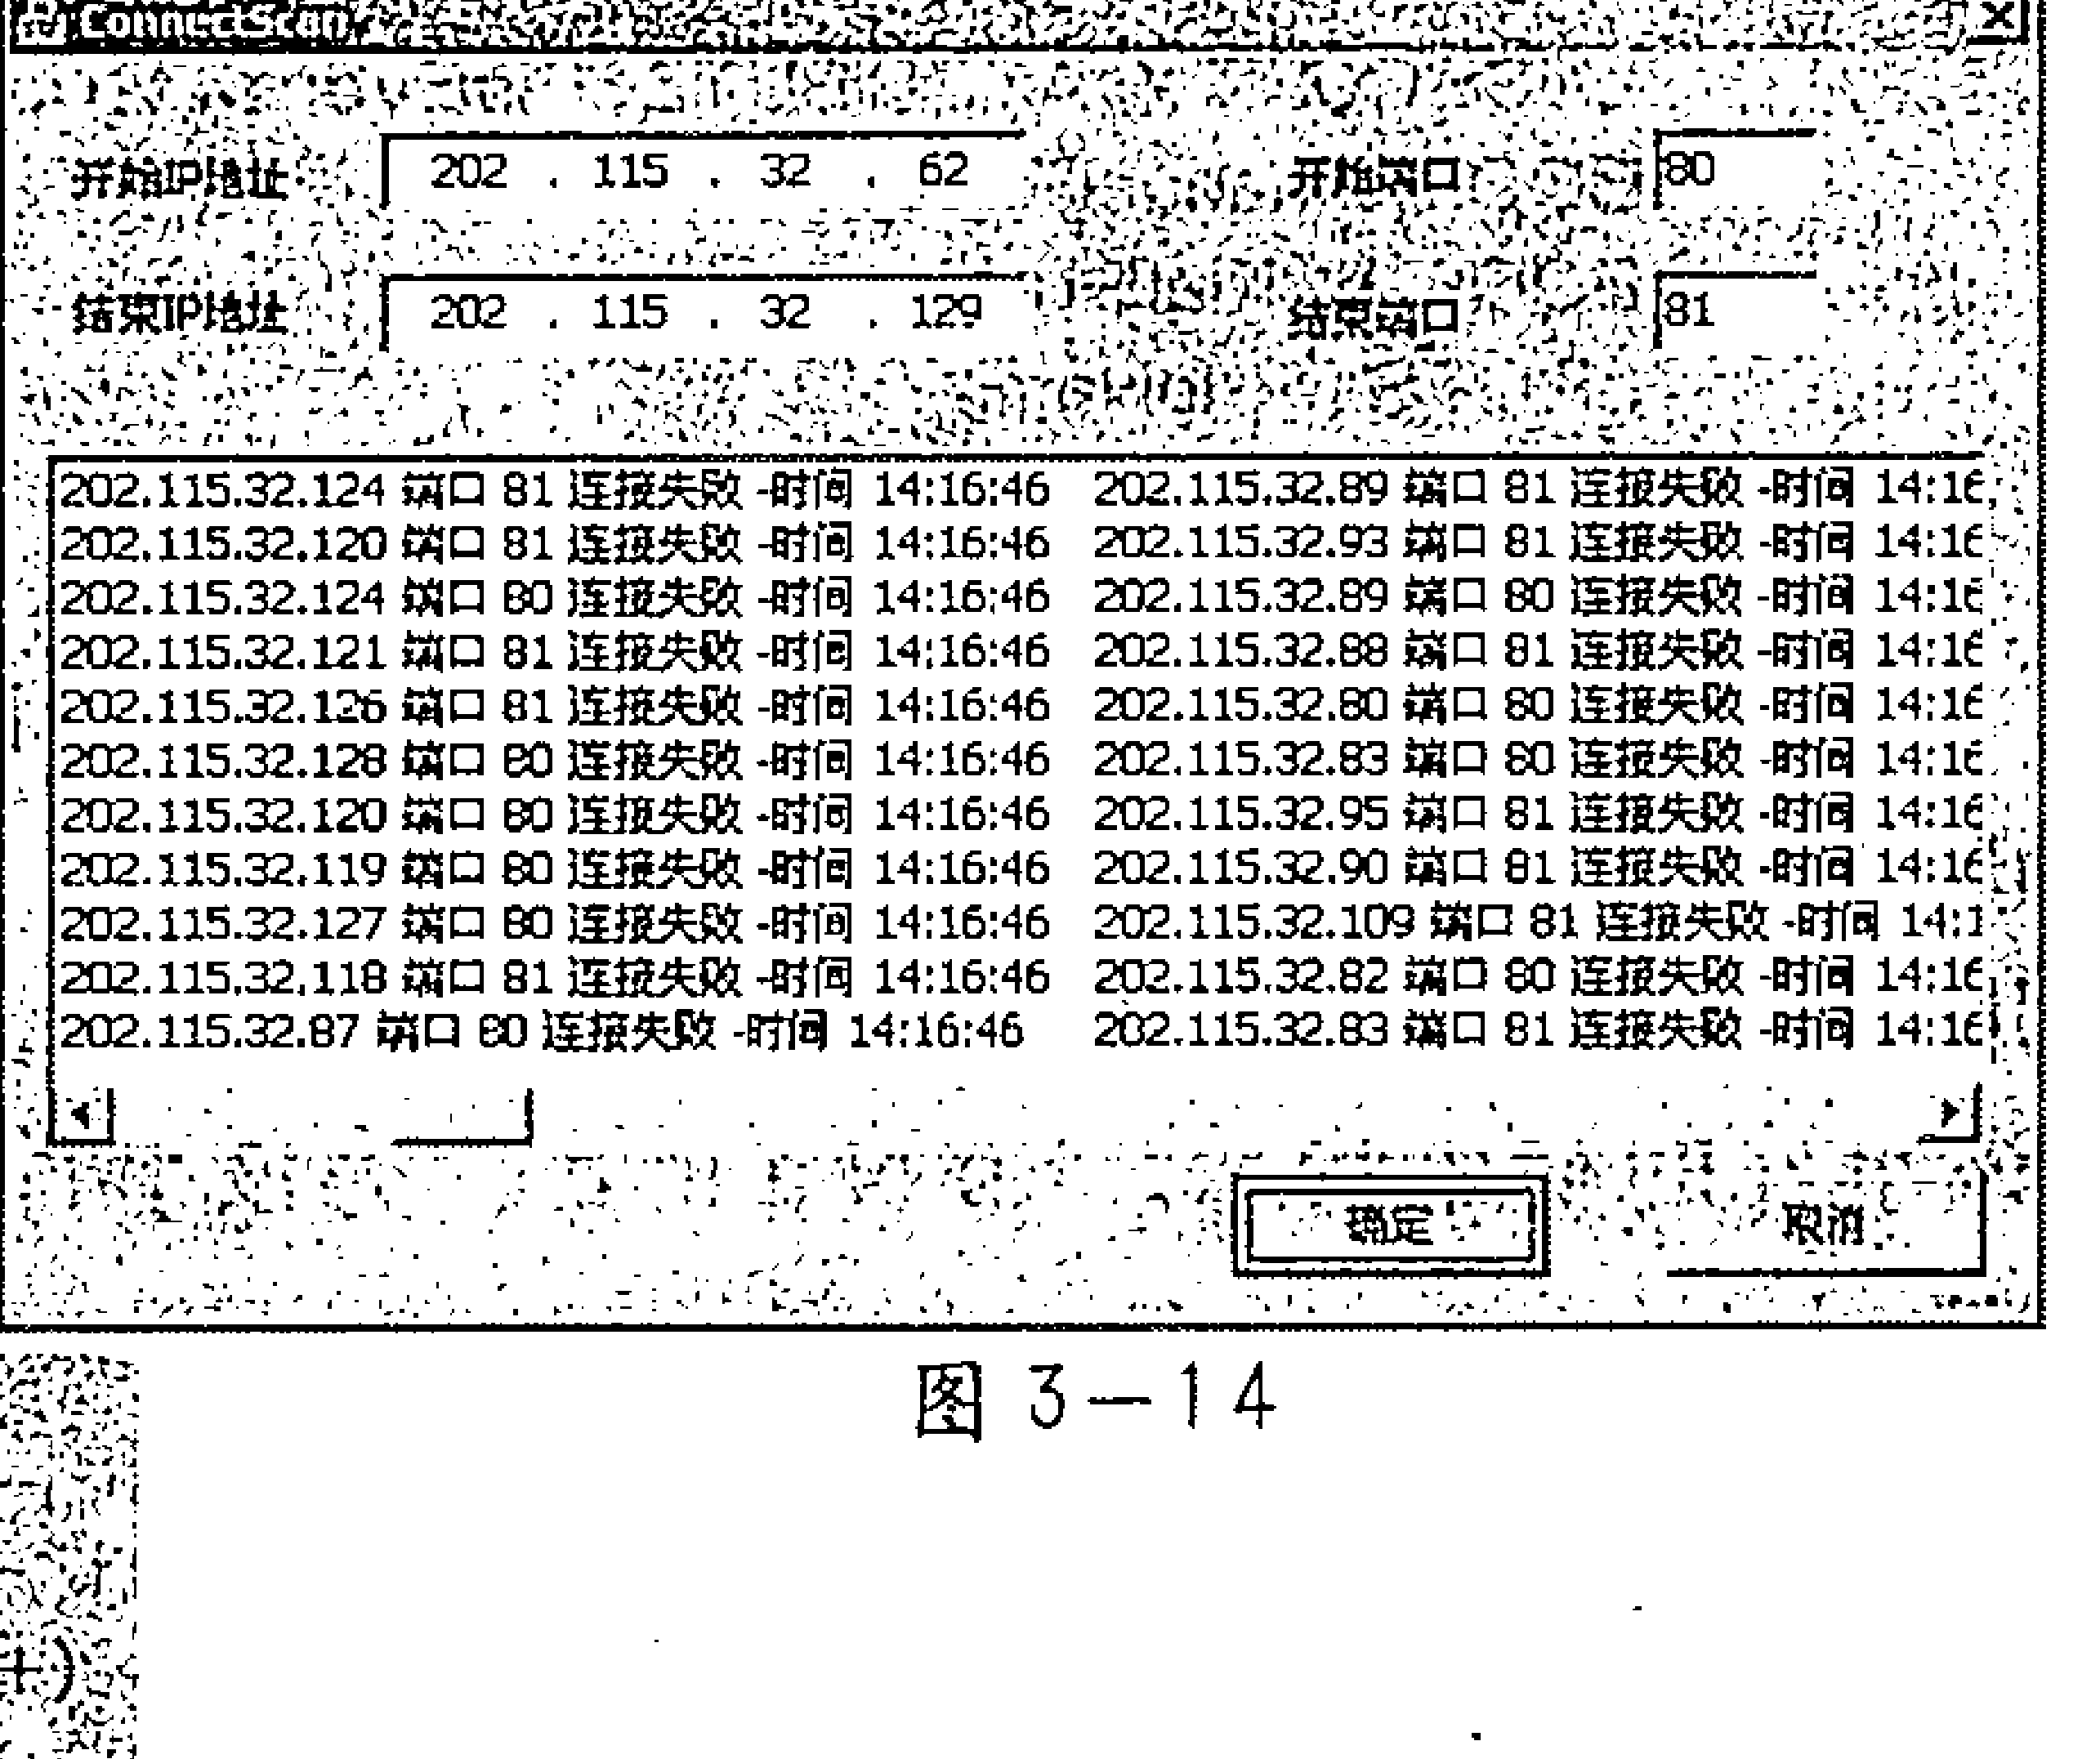 ConnectScan
开始IP地址 202 . 115 . 32 . 62 开始端口 80
结束IP地址 202 . 115 . 32 . 129 结束端口 81
202.115.32.124 端口 81 连接失败 -时间 14:16:46 202.115.32.89 端口 81 连接失败 -时间 14:16
202.115.32.120 端口 81 连接失败 -时间 14:16:46 202.115.32.93 端口 81 连接失败 -时间 14:16
202.115.32.124 端口 80 连接失败 -时间 14:16:46 202.115.32.89 端口 80 连接失败 -时间 14:16
202.115.32.121 端口 81 连接失败 -时间 14:16:46 202.115.32.88 端口 81 连接失败 -时间 14:16
202.115.32.126 端口 81 连接失败 -时间 14:16:46 202.115.32.80 端口 80 连接失败 -时间 14:16
202.115.32.128 端口 80 连接失败 -时间 14:16:46 202.115.32.83 端口 80 连接失败 -时间 14:16
202.115.32.120 端口 80 连接失败 -时间 14:16:46 202.115.32.95 端口 81 连接失败 -时间 14:16
202.115.32.119 端口 80 连接失败 -时间 14:16:46 202.115.32.90 端口 81 连接失败 -时间 14:16
202.115.32.127 端口 80 连接失败 -时间 14:16:46 202.115.32.109 端口 81 连接失败 -时间 14:1
202.115.32.118 端口 81 连接失败 -时间 14:16:46 202.115.32.82 端口 80 连接失败 -时间 14:16
202.115.32.87 端口 80 连接失败 -时间 14:16:46 202.115.32.83 端口 81 连接失败 -时间 14:16
确定 取消
图 3-14